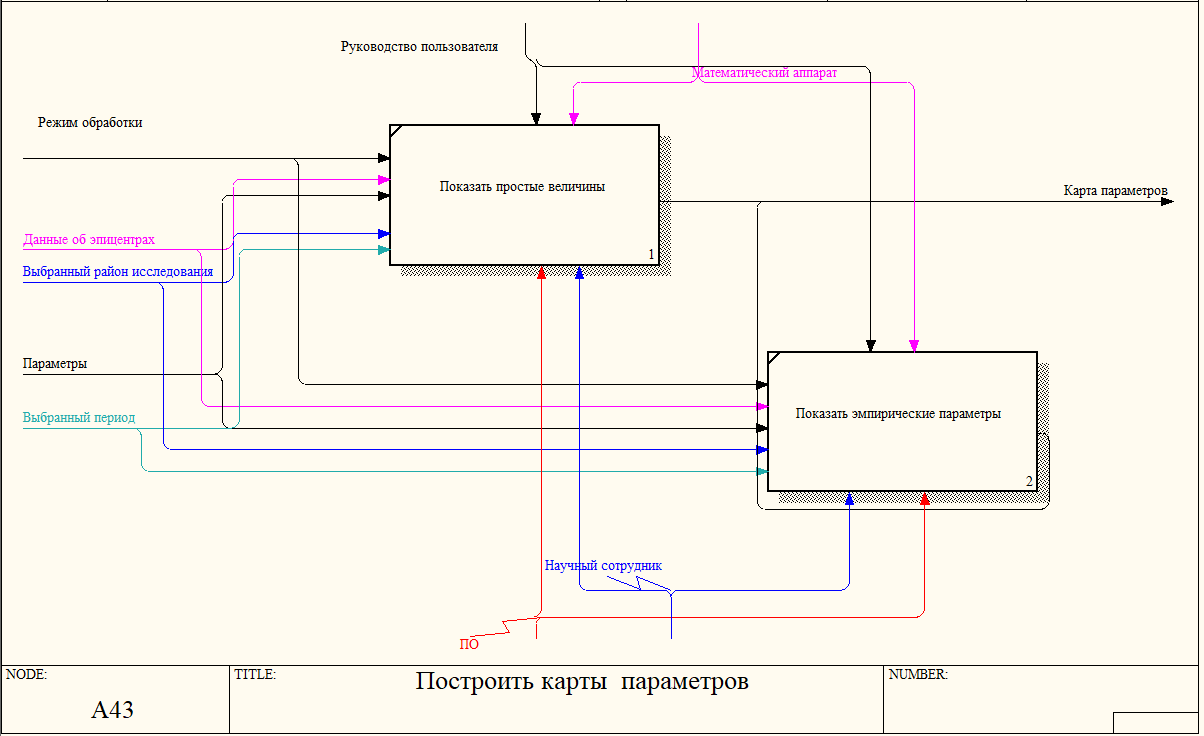 Руководство пользователя
Математический аппарат
Режим обработки
Показать простые величины
1
Карта параметров
Данные об эпицентрах
Выбранный район исследования
Параметры
Выбранный период
Показать эмпирические параметры
2
Научный сотрудник
ПО
NODE:
TITLE:
NUMBER:
A43
Построить карты параметров